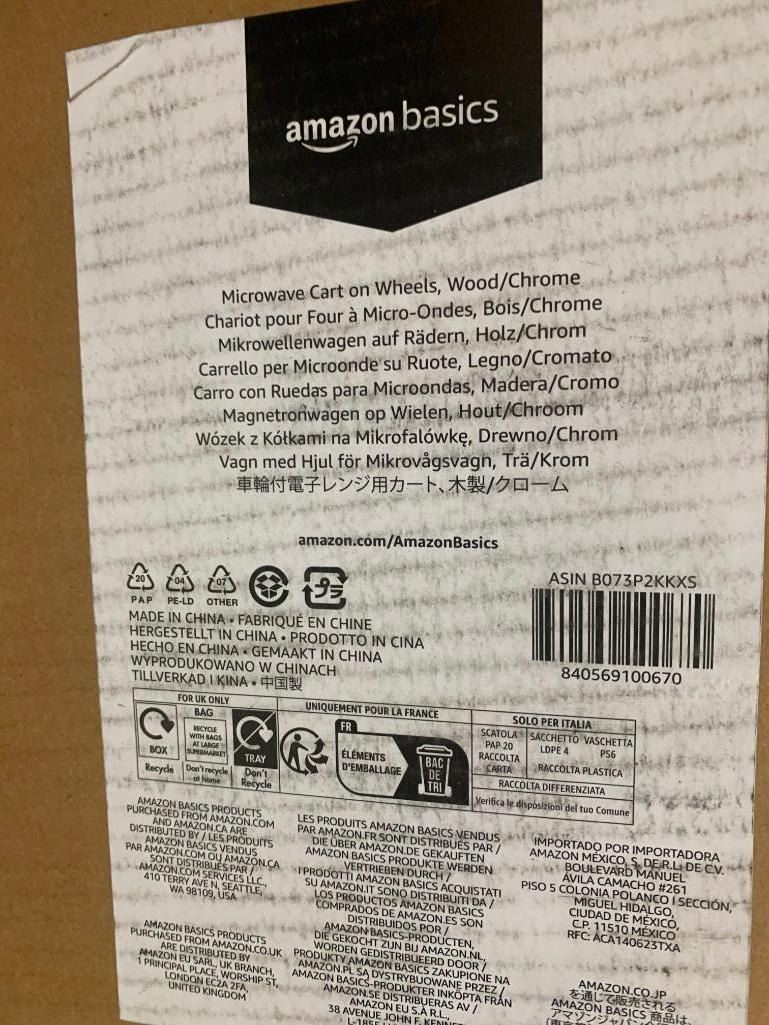 amazon basics
Microwave Cart on Wheels, Wood/Chrome
Chariot pour Four à Micro-Ondes, Bois/Chrome
Mikrowellenwagen auf Rädern, Holz/Chrom
Carrello per Microonde su Ruote, Legno/Cromato
Carro con Ruedas para Microondas, Madera/Cromo
Magnetronwagen op Wielen, Hout/Chroom
Wózek z Kółkami na Mikrofalówkę, Drewno/Chrom
Vagn med Hjul för Mikrovågsvagn, Trä/Krom
車輪付電子レンジ用カート、木製/クローム
amazon.com/AmazonBasics
20 04 07 プラ
PAP PE-LD OTHER
MADE IN CHINA • FABRIQUÉ EN CHINE
HERGESTELLT IN CHINA • PRODOTTO IN CINA
HECHO EN CHINA • GEMAAKT IN CHINA
WYPRODUKOWANO W CHINACH
TILLVERKAD I KINA • 中国製
ASIN B073P2KKXS
840569100670
FOR UK ONLY
BOX
Recycle
BAG
RECYCLE
WITH BAGS
AT LARGE
SUPERMARKET
Don't recycle
at home
TRAY
Don't
Recycle
UNIQUEMENT POUR LA FRANCE
FR
ÉLÉMENTS
D'EMBALLAGE
BAC
DE
TRI
SOLO PER ITALIA
SCATOLA SACCHETTO VASCHETTA
PAP 20 LDPE 4 PS6
RACCOLTA
CARTA RACCOLTA PLASTICA
RACCOLTA DIFFERENZIATA
Verifica le disposizioni del tuo Comune
AMAZON BASICS PRODUCTS
PURCHASED FROM AMAZON.COM
AND AMAZON.CA ARE
DISTRIBUTED BY / LES PRODUITS
AMAZON BASICS VENDUS
PAR AMAZON.COM OU AMAZON.CA
SONT DISTRIBUÉS PAR /
AMAZON.COM SERVICES LLC.,
410 TERRY AVE N, SEATTLE,
WA 98109, USA
AMAZON BASICS PRODUCTS
PURCHASED FROM AMAZON.CO.UK
ARE DISTRIBUTED BY
AMAZON EU SARL, UK BRANCH,
1 PRINCIPAL PLACE, WORSHIP ST,
LONDON EC2A 2FA,
UNITED KINGDOM
LES PRODUITS AMAZON BASICS VENDUS
PAR AMAZON.FR SONT DISTRIBUÉS PAR /
DIE ÜBER AMAZON.DE GEKAUFTEN
AMAZON BASICS PRODUKTE WERDEN
VERTRIEBEN DURCH /
I PRODOTTI AMAZON BASICS ACQUISTATI
SU AMAZON.IT SONO DISTRIBUITI DA /
LOS PRODUCTOS AMAZON BASICS
COMPRADOS DE AMAZON.ES SON
DISTRIBUIDOS POR /
AMAZON BASICS-PRODUCTEN,
DIE GEKOCHT ZIJN BIJ AMAZON.NL,
WORDEN GEDISTRIBUEERD DOOR /
PRODUKTY AMAZON BASICS ZAKUPIONE NA
AMAZON.PL SĄ DYSTRYBUOWANE PRZEZ /
AMAZON BASICS-PRODUKTER INKÖPTA FRÅN
AMAZON.SE DISTRIBUERAS AV /
AMAZON EU S.À R.L.,
38 AVENUE JOHN F.
IMPORTADO POR IMPORTADORA
AMAZON MÉXICO, S. DE R.L. DE C.V.
BOULEVARD MANUEL
ÁVILA CAMACHO #261
PISO 5 COLONIA POLANCO I SECCIÓN,
MIGUEL HIDALGO,
CIUDAD DE MÉXICO,
C.P. 11510 MÉXICO
RFC: ACA140623TXA
AMAZON.CO.JP
を通じて販売される
AMAZON BASICS 商品は、